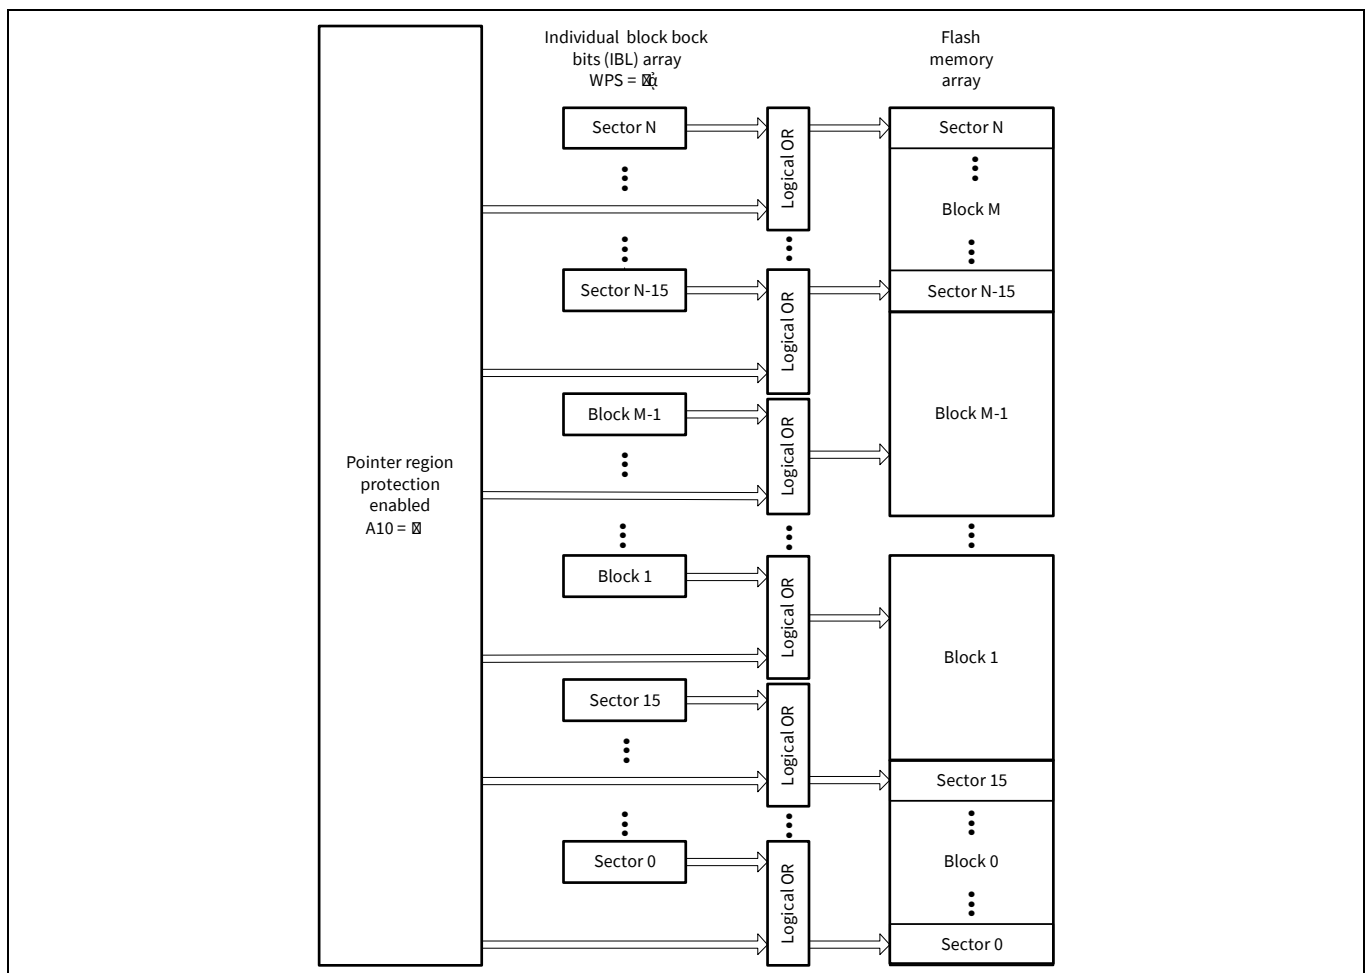 Individual block bock
bits (IBL) array
WPS =
Flash
memory
array
Sector N
Logical OR
Sector N
Block M
Sector N-15
Logical OR
Sector N-15
Block M-1
Logical OR
Block M-1
Pointer region
protection
enabled
A10 =
Block 1
Logical OR
Block 1
Sector 15
Logical OR
Sector 15
Block 0
Sector 0
Logical OR
Sector 0